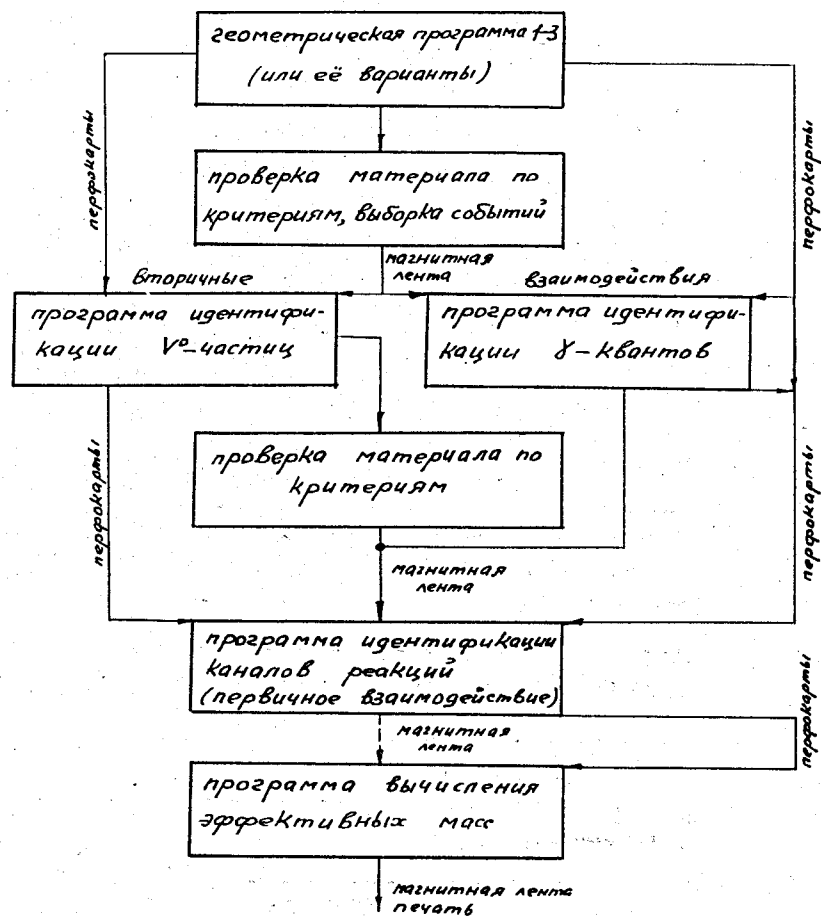 геометрическая программа f-3
(или её варианты)
перфокарты
перфокарты
проверка материала по
критериям, выборка событий
магнитная
лента
вторичные
взаимодействия
программа идентифи-
кации V⁰-частиц
программа идентифи-
кации γ-квантов
перфокарты
перфокарты
проверка материала по
критериям
магнитная
лента
программа идентификации
каналов реакций
(первичное взаимодействие)
перфокарты
магнитная
лента
программа вычисления
эффективных масс
магнитная лента
печать